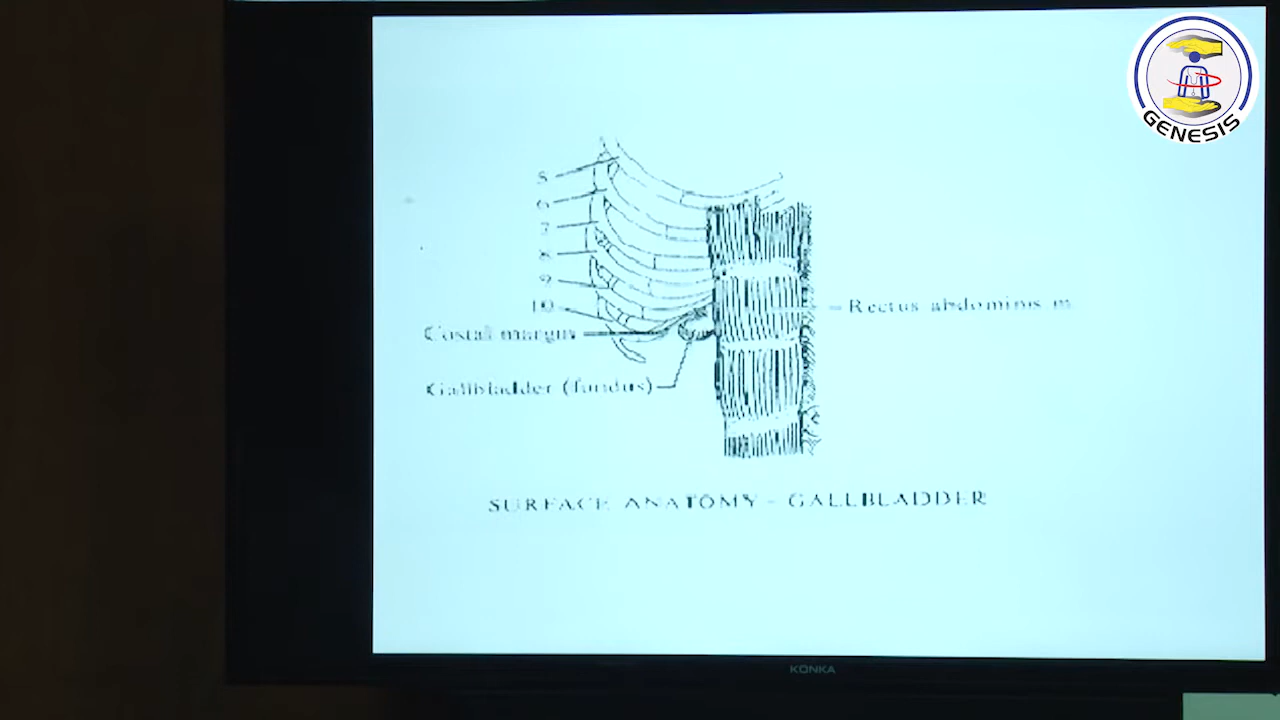 GENESIS
5
6
7
8
9
10
Costal margin
Rectus abdominis m
Gallbladder (fundus)
SURFACE ANATOMY - GALLBLADDER
KONKA